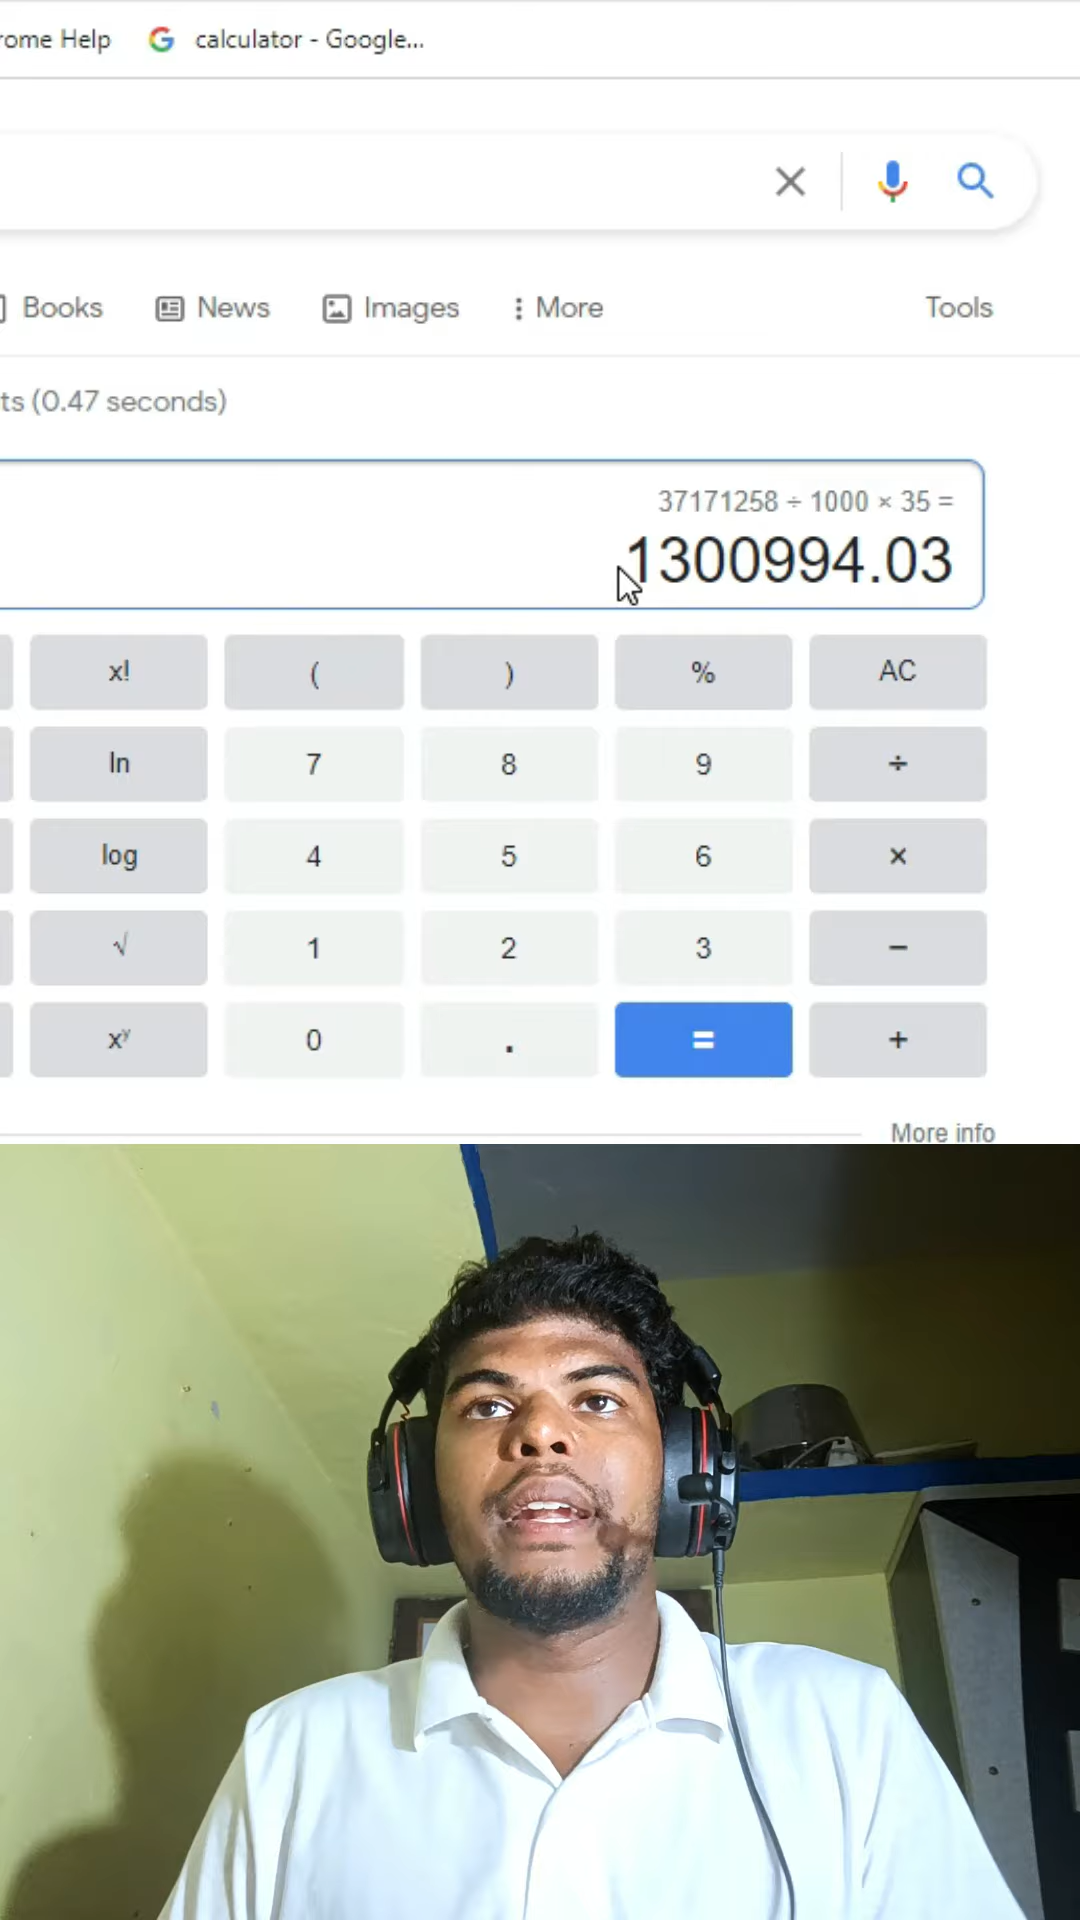 rome Help
calculator - Google...
Books News Images More Tools
ts (0.47 seconds)
37171258 ÷ 1000 × 35 =
1300994.03
x! ( ) % AC
ln 7 8 9 ÷
log 4 5 6 ×
√ 1 2 3 −
xʸ 0 . = +
More info